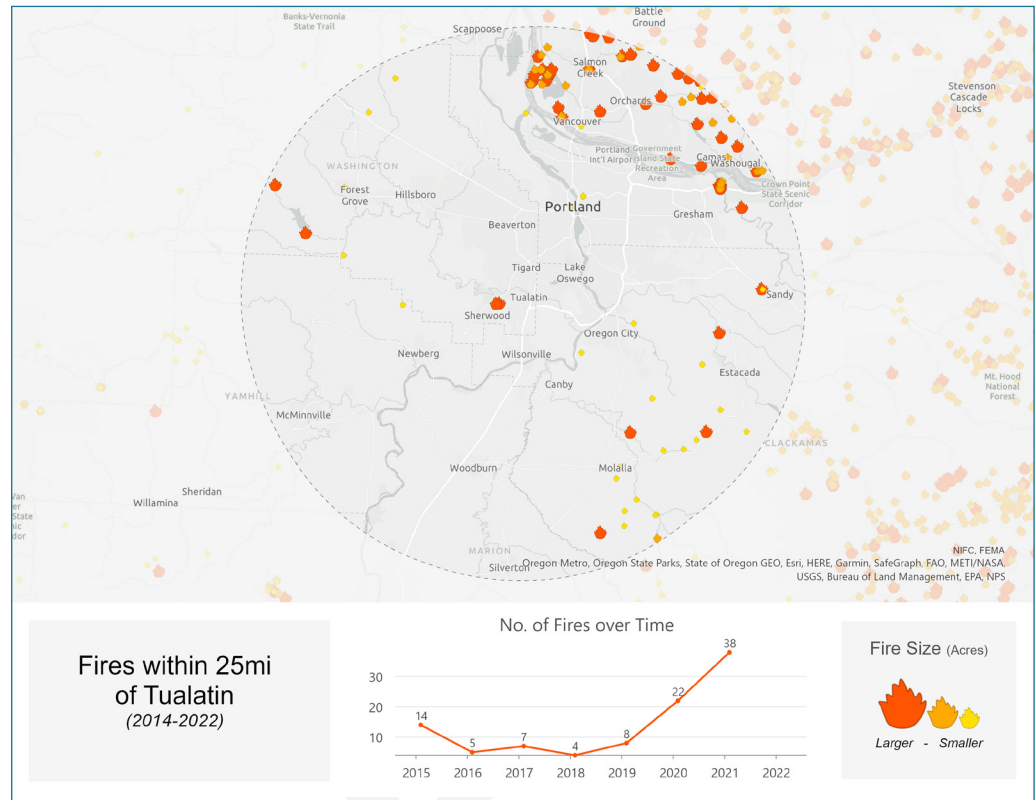 Banks-Vernonia
State Trail
Scappoose
Battle
Ground
Salmon
Creek
Stevenson
Cascade
Locks
Orchards
Vancouver
WASHINGTON
Portland
Int'l Airport
Government
Island State
Recreation
Area
Camas
Washougal
Crown Point
State Scenic
Corridor
Forest
Grove
Hillsboro
Portland
Gresham
Beaverton
Tigard
Lake
Oswego
Tualatin
Sherwood
Sandy
Oregon City
Newberg
Wilsonville
Estacada
Canby
Mt. Hood
National
Forest
YAMHILL
McMinnville
CLACKAMAS
Woodburn
Molalla
Sheridan
Willamina
Van
er
State
nic
dor
MARION
Silverton
NIFC, FEMA
Oregon Metro, Oregon State Parks, State of Oregon GEO, Esri, HERE, Garmin, SafeGraph, FAO, METI/NASA,
USGS, Bureau of Land Management, EPA, NPS
Fires within 25mi
of Tualatin
(2014-2022)
No. of Fires over Time
30
20
10
14
5
7
4
8
22
38
2015 2016 2017 2018 2019 2020 2021 2022
Fire Size (Acres)
Larger - Smaller